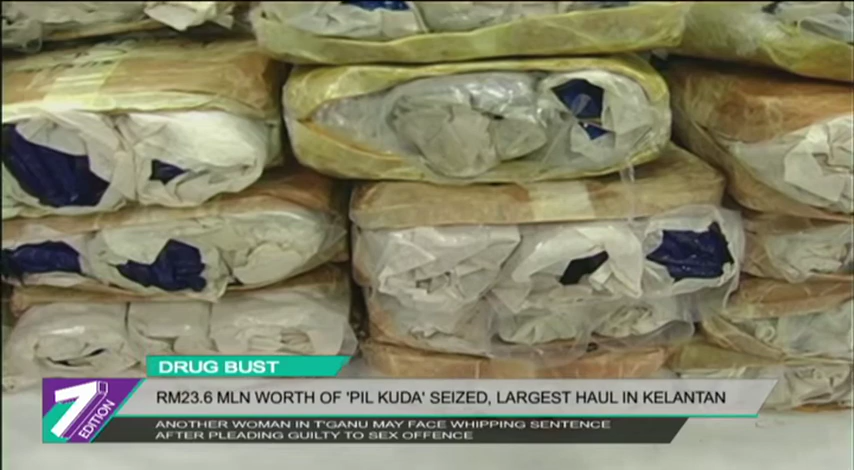 DRUG BUST
RM23.6 MLN WORTH OF 'PIL KUDA' SEIZED, LARGEST HAUL IN KELANTAN
7
EDITION
ANOTHER WOMAN IN T'GANU MAY FACE WHIPPING SENTENCE
AFTER PLEADING GUILTY TO SEX OFFENCE